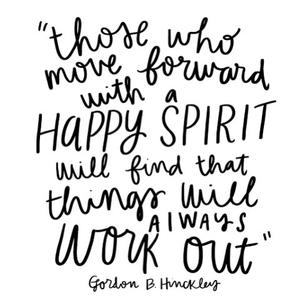 "those who
move forward
with a
HAPPY SPIRIT
will find that
things will
ALWAYS
WORK OUT"
Gordon B. Hinckley